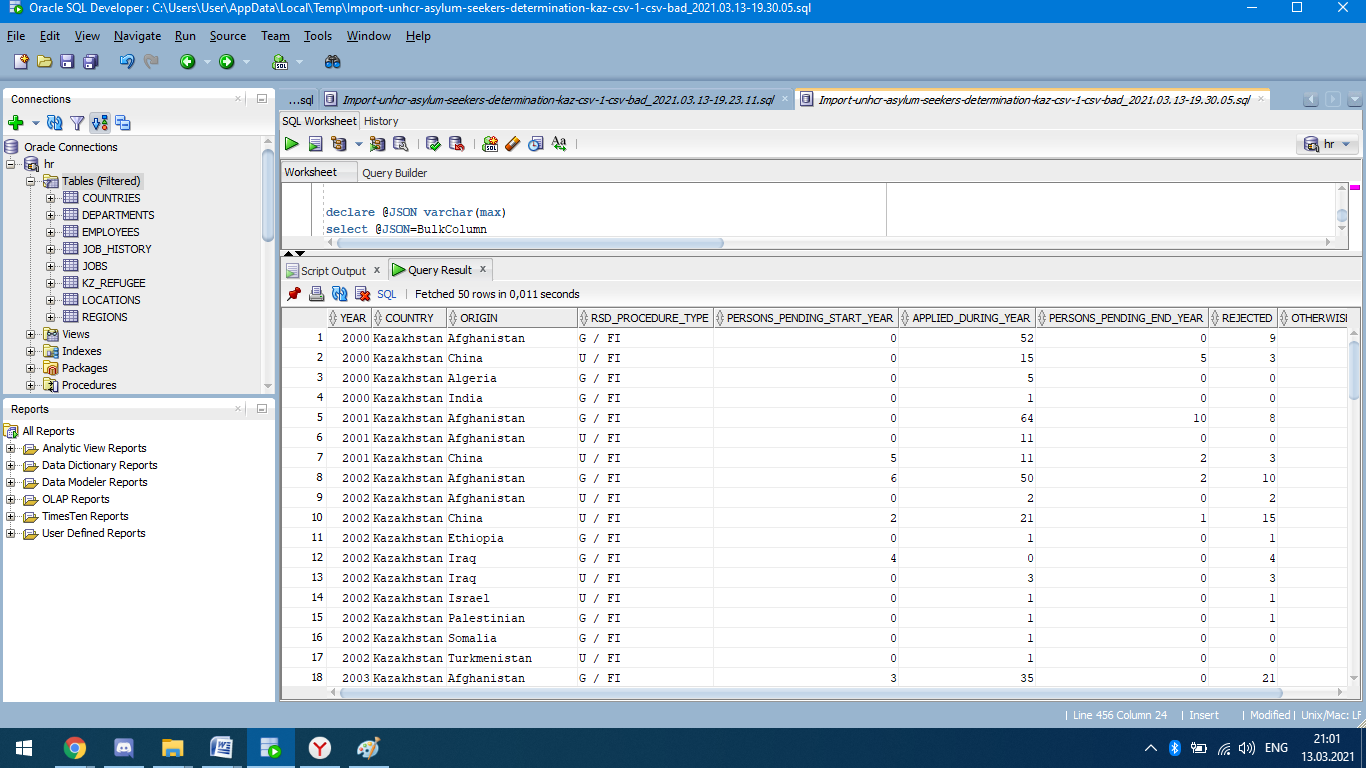 Oracle SQL Developer : C:\Users\User\AppData\Local\Temp\Import-unhcr-asylum-seekers-determination-kaz-csv-1-csv-bad_2021.03.13-19.30.05.sql
File Edit View Navigate Run Source Team Tools Window Help
Connections
...sql Import-unhcr-asylum-seekers-determination-kaz-csv-1-csv-bad_2021.03.13-19.23.11.sql Import-unhcr-asylum-seekers-determination-kaz-csv-1-csv-bad_2021.03.13-19.30.05.sql
SQL Worksheet History
hr
Worksheet Query Builder
declare @JSON varchar(max)
select @JSON=BulkColumn
Oracle Connections
hr
Tables (Filtered)
COUNTRIES
DEPARTMENTS
EMPLOYEES
JOB_HISTORY
JOBS
KZ_REFUGEE
LOCATIONS
REGIONS
Views
Indexes
Packages
Procedures
Reports
All Reports
Analytic View Reports
Data Dictionary Reports
Data Modeler Reports
OLAP Reports
TimesTen Reports
User Defined Reports
Script Output Query Result
SQL | Fetched 50 rows in 0,011 seconds
YEAR COUNTRY ORIGIN RSD_PROCEDURE_TYPE PERSONS_PENDING_START_YEAR APPLIED_DURING_YEAR PERSONS_PENDING_END_YEAR REJECTED OTHERWIS
1 2000 Kazakhstan Afghanistan G / FI 0 52 0 9
2 2000 Kazakhstan China U / FI 0 15 5 3
3 2000 Kazakhstan Algeria G / FI 0 5 0 0
4 2000 Kazakhstan India G / FI 0 1 0 0
5 2001 Kazakhstan Afghanistan G / FI 0 64 10 8
6 2001 Kazakhstan Afghanistan U / FI 0 11 0 0
7 2001 Kazakhstan China U / FI 5 11 2 3
8 2002 Kazakhstan Afghanistan G / FI 6 50 2 10
9 2002 Kazakhstan Afghanistan U / FI 0 2 0 2
10 2002 Kazakhstan China U / FI 2 21 1 15
11 2002 Kazakhstan Ethiopia G / FI 0 1 0 1
12 2002 Kazakhstan Iraq G / FI 4 0 0 4
13 2002 Kazakhstan Iraq U / FI 0 3 0 3
14 2002 Kazakhstan Israel U / FI 0 1 0 1
15 2002 Kazakhstan Palestinian G / FI 0 1 0 1
16 2002 Kazakhstan Somalia G / FI 0 1 0 0
17 2002 Kazakhstan Turkmenistan U / FI 0 1 0 0
18 2003 Kazakhstan Afghanistan G / FI 3 35 0 21
| Line 456 Column 24 | Insert | Modified | Unix/Mac: LF
ENG
21:01
13.03.2021